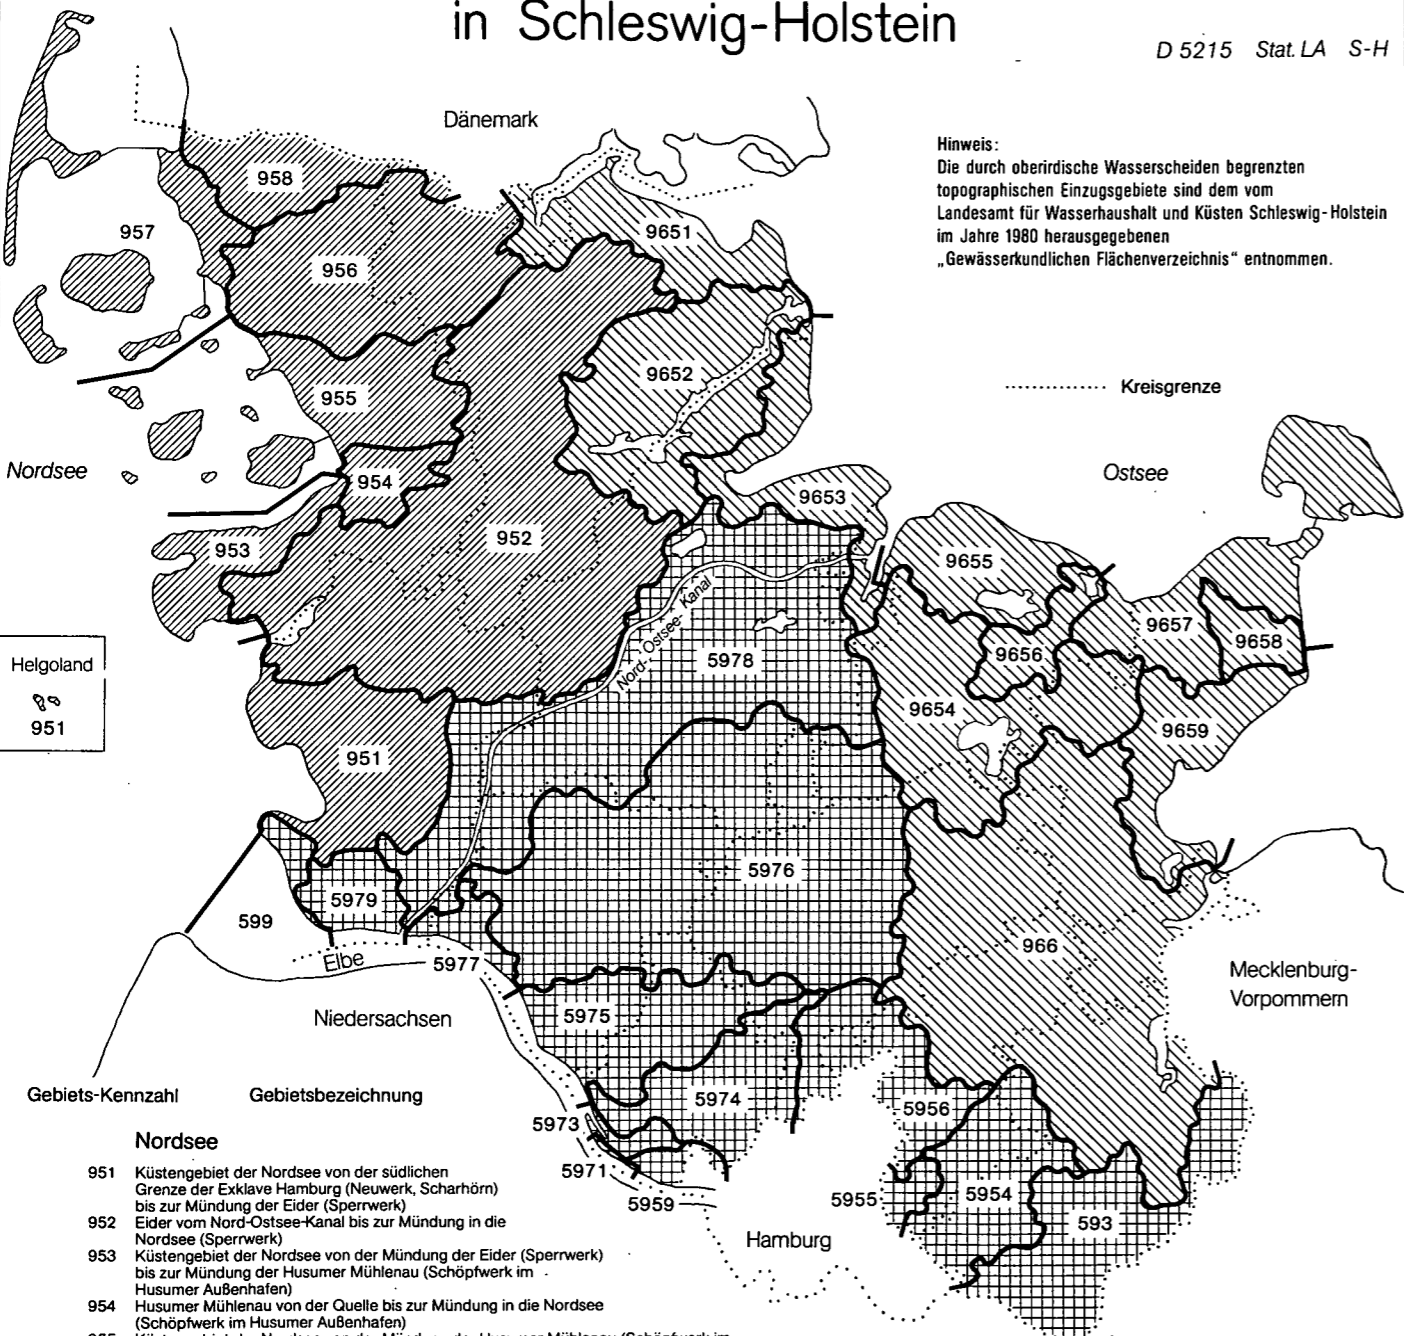 in Schleswig-Holstein
D 5215 Stat. LA S-H
Dänemark
Hinweis:
Die durch oberirdische Wasserscheiden begrenzten
topographischen Einzugsgebiete sind dem vom
Landesamt für Wasserhaushalt und Küsten Schleswig-Holstein
im Jahre 1980 herausgegebenen
„Gewässerkundlichen Flächenverzeichnis“ entnommen.
958
957
9651
956
9652
Kreisgrenze
955
Nordsee
954
Ostsee
9653
953
952
9655
Nord-Ostsee-Kanal
9657
9658
9656
5978
Helgoland
951
9654
9659
951
5976
5979
599
966
Elbe
5977
Mecklenburg-
Vorpommern
5975
Niedersachsen
5974
5956
5973
5971
5959
5955
5954
593
Hamburg
Gebiets-Kennzahl Gebietsbezeichnung
Nordsee
951 Küstengebiet der Nordsee von der südlichen
Grenze der Exklave Hamburg (Neuwerk, Scharhörn)
bis zur Mündung der Eider (Sperrwerk)
952 Eider vom Nord-Ostsee-Kanal bis zur Mündung in die
Nordsee (Sperrwerk)
953 Küstengebiet der Nordsee von der Mündung der Eider (Sperrwerk)
bis zur Mündung der Husumer Mühlenau (Schöpfwerk im
Husumer Außenhafen)
954 Husumer Mühlenau von der Quelle bis zur Mündung in die Nordsee
(Schöpfwerk im Husumer Außenhafen)